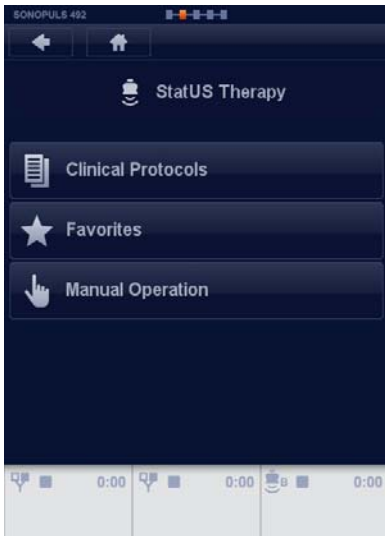 SONOPULS 492
StatUS Therapy
Clinical Protocols
Favorites
Manual Operation
0:00 0:00 B 0:00